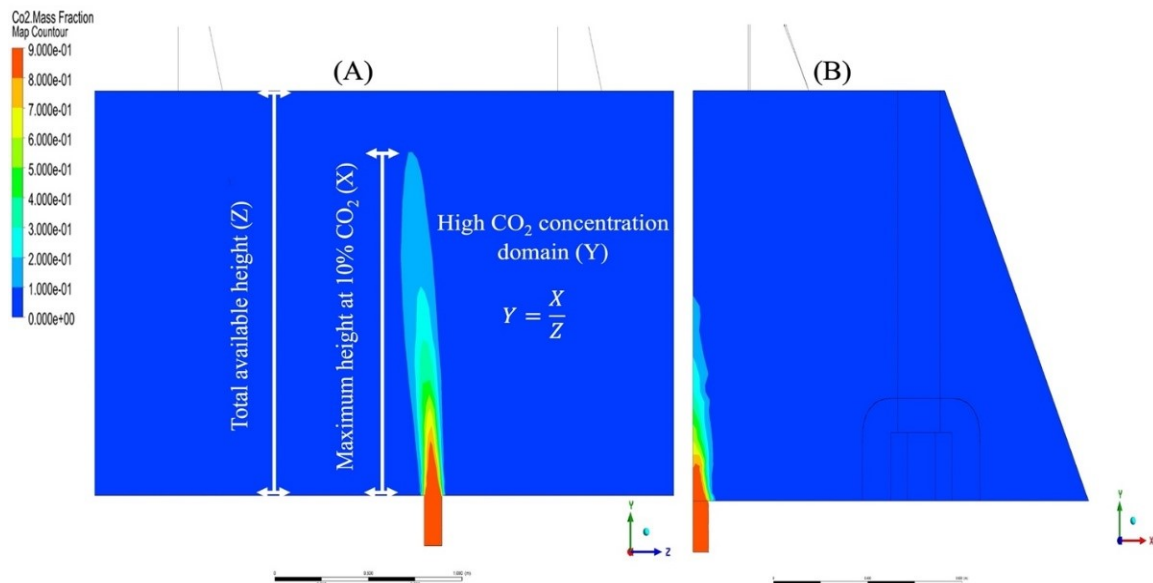 Co2.Mass Fraction
Map Countour
9.000e-01
8.000e-01
7.000e-01
6.000e-01
5.000e-01
4.000e-01
3.000e-01
2.000e-01
1.000e-01
0.000e+00
(A)
(B)
Total available height (Z)
Maximum height at 10% CO₂ (X)
High CO₂ concentration
domain (Y)
Y = X/Z
Y
Z
Y
X